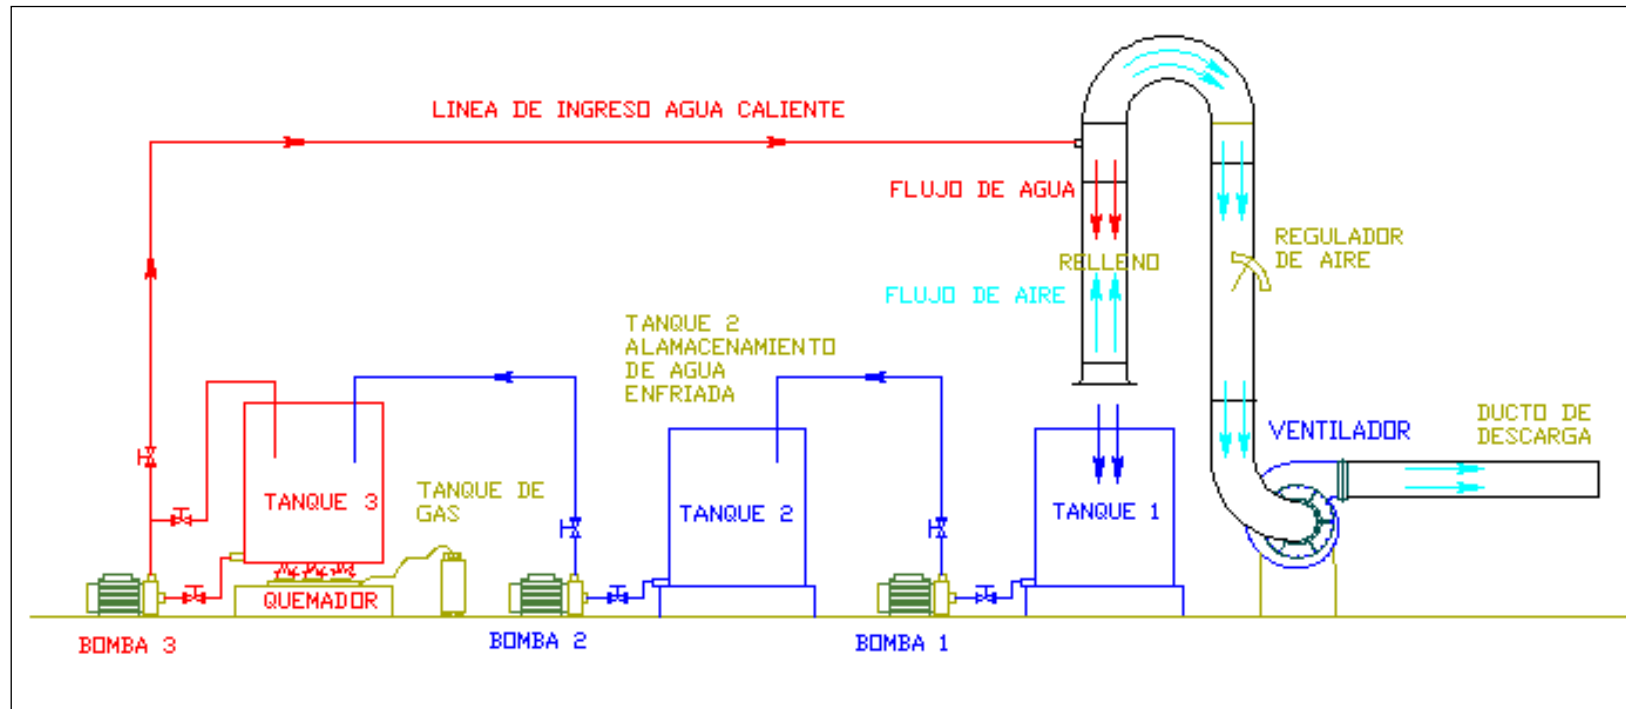 LINEA DE INGRESO AGUA CALIENTE
FLUJO DE AGUA
RELLENO
FLUJO DE AIRE
REGULADOR
DE AIRE
TANQUE 2
ALAMACENAMIENTO
DE AGUA
ENFRIADA
DUCTO DE
DESCARGA
VENTILADOR
TANQUE 3
TANQUE DE
GAS
TANQUE 2
TANQUE 1
QUEMADOR
BOMBA 3
BOMBA 2
BOMBA 1